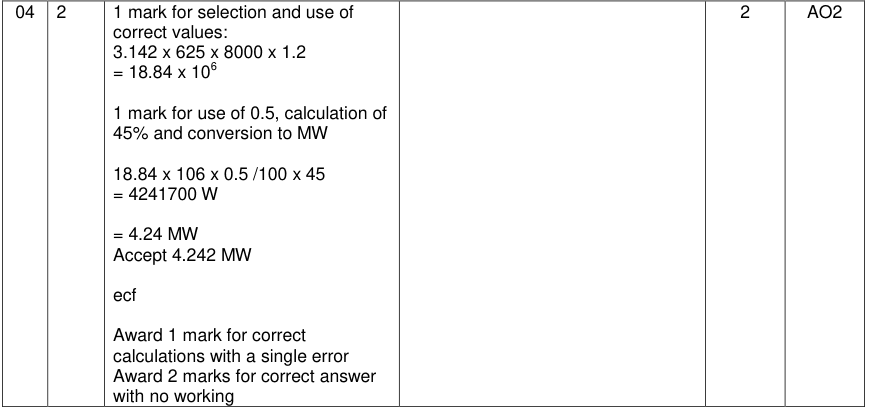 04 2 1 mark for selection and use of 2 AO2
correct values:
3.142 x 625 x 8000 x 1.2
= 18.84 x 10⁶
1 mark for use of 0.5, calculation of
45% and conversion to MW
18.84 x 106 x 0.5 /100 x 45
= 4241700 W
= 4.24 MW
Accept 4.242 MW
ecf
Award 1 mark for correct
calculations with a single error
Award 2 marks for correct answer
with no working